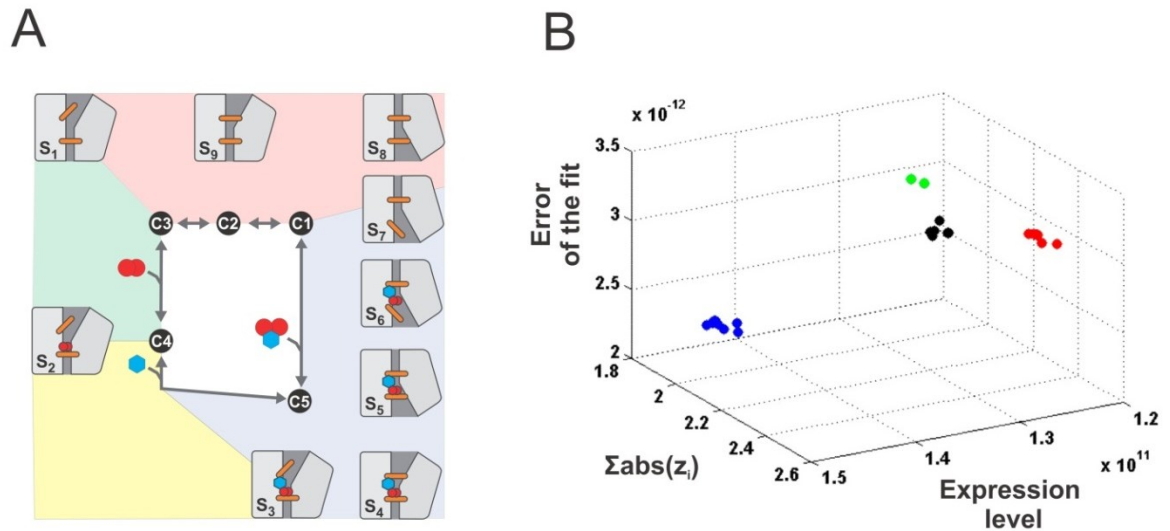 A
S1
S9
S8
S7
C3
C2
C1
S6
S2
C4
S5
C5
S3
S4
B
x 10^-12
3.5
3
2.5
2
Error
of the fit
1.8
2
2.2
2.4
2.6
Σabs(zi)
1.5
1.4
1.3
1.2
x 10^11
Expression
level